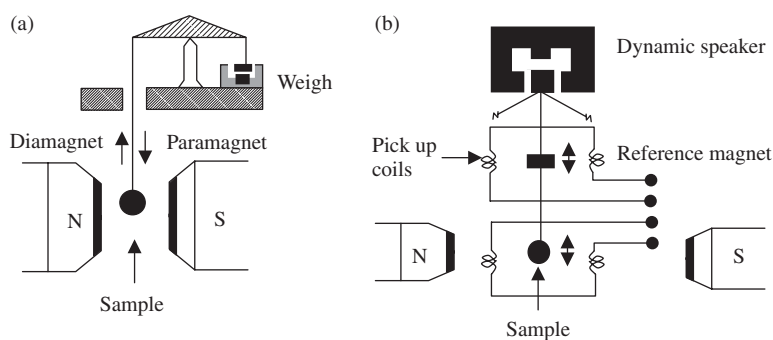 (a)
Weigh
Diamagnet
Paramagnet
N
S
Sample
(b)
Dynamic speaker
Pick up
coils
Reference magnet
N
S
Sample